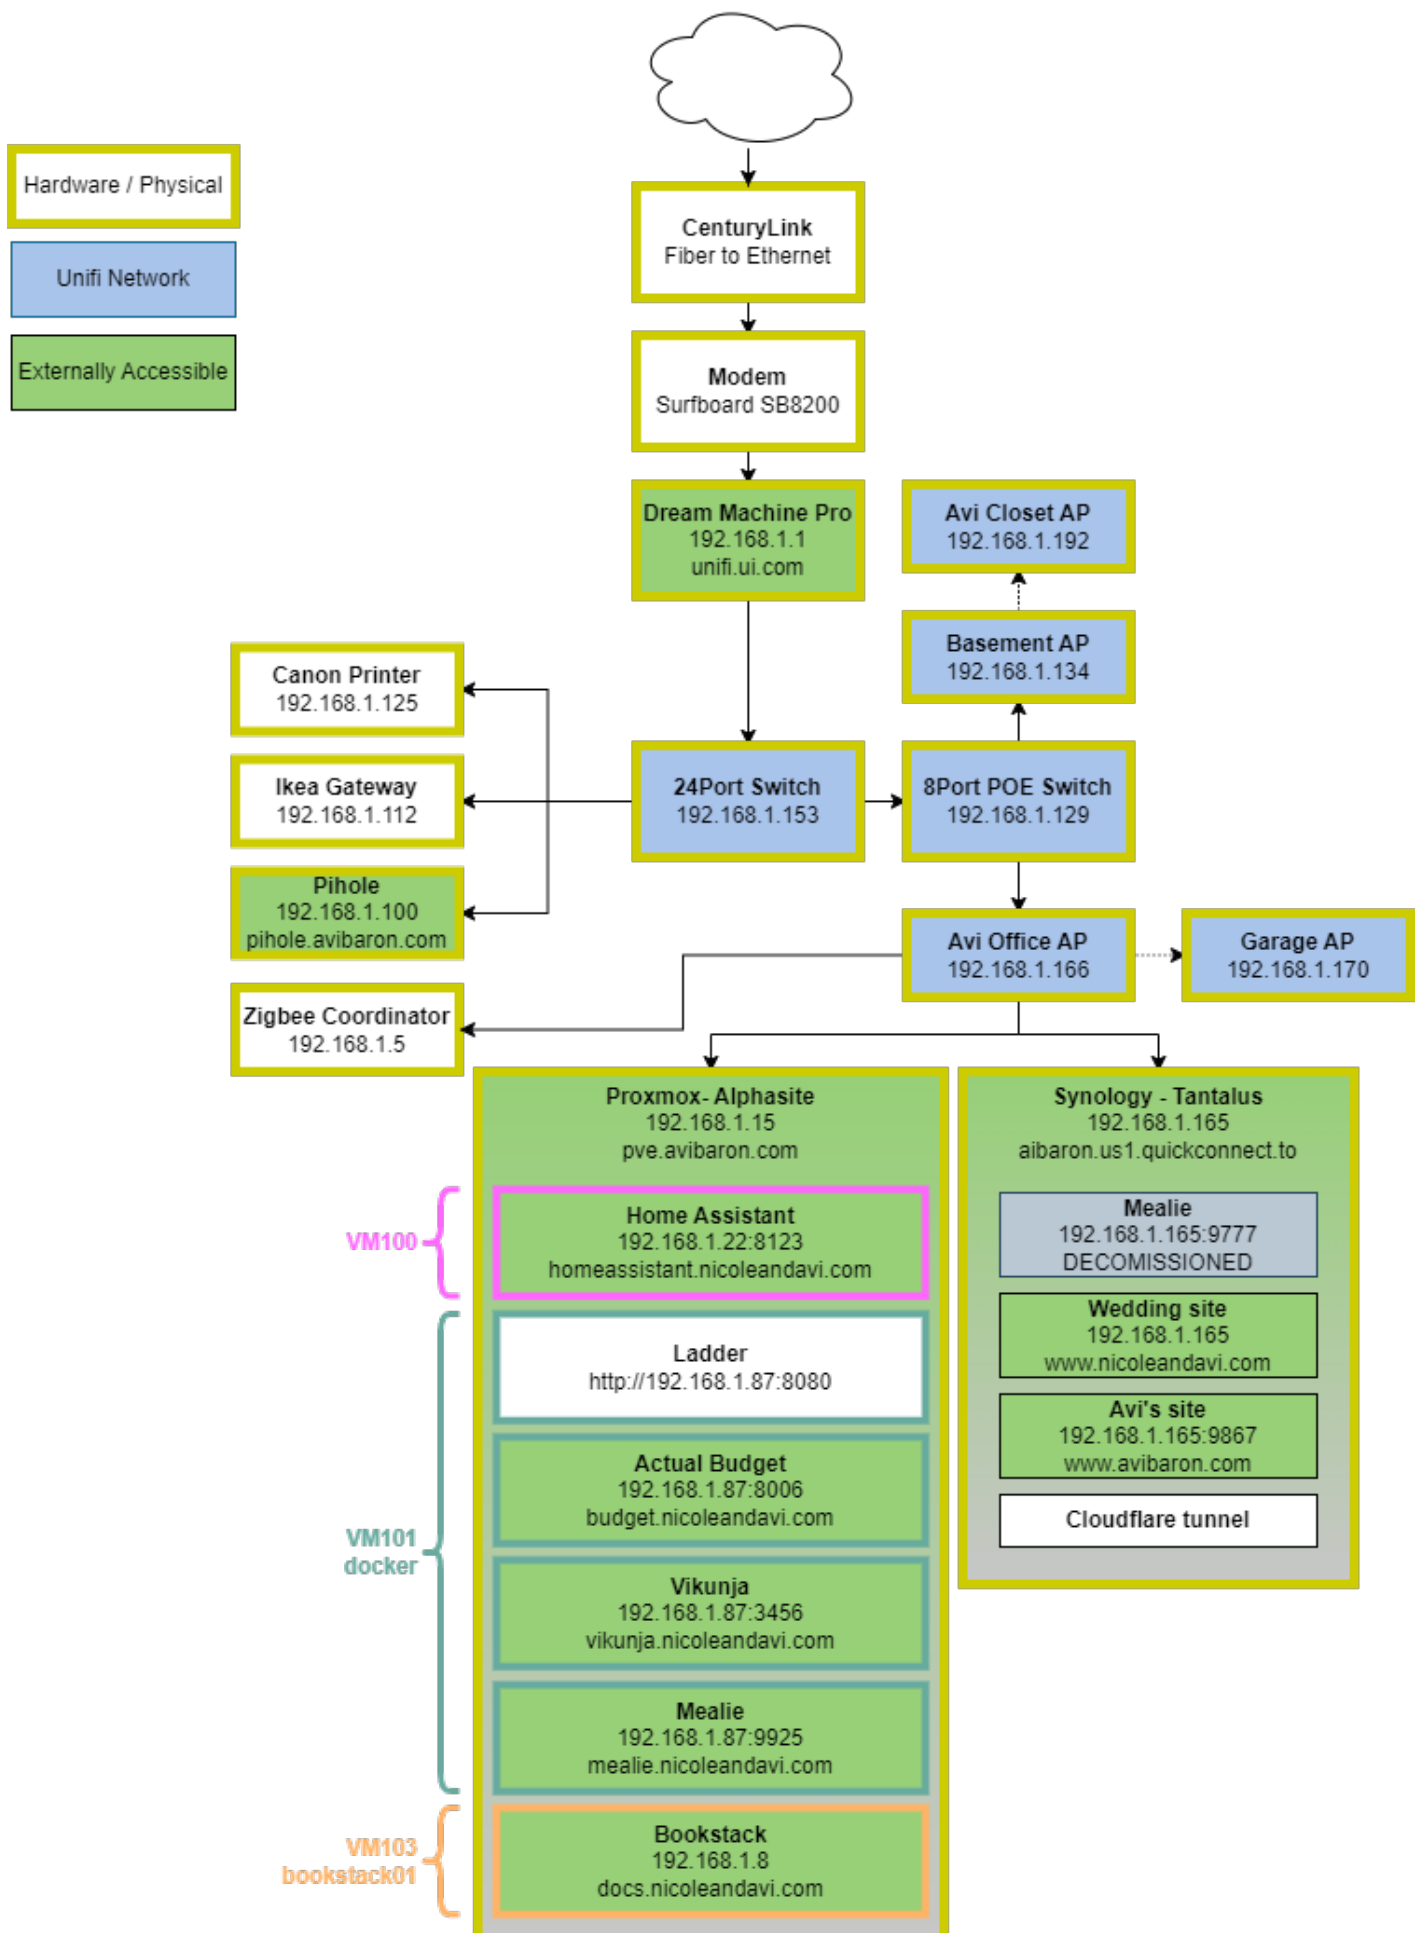 Hardware / Physical
Unifi Network
Externally Accessible
CenturyLink
Fiber to Ethernet
Modem
Surfboard SB8200
Dream Machine Pro
192.168.1.1
unifi.ui.com
Avi Closet AP
192.168.1.192
Basement AP
192.168.1.134
Canon Printer
192.168.1.125
Ikea Gateway
192.168.1.112
24Port Switch
192.168.1.153
8Port POE Switch
192.168.1.129
Pihole
192.168.1.100
pihole.avibaron.com
Avi Office AP
192.168.1.166
Garage AP
192.168.1.170
Zigbee Coordinator
192.168.1.5
Proxmox- Alphasite
192.168.1.15
pve.avibaron.com
VM100
Home Assistant
192.168.1.22:8123
homeassistant.nicoleandavi.com
VM101
docker
Ladder
http://192.168.1.87:8080
Actual Budget
192.168.1.87:8006
budget.nicoleandavi.com
Vikunja
192.168.1.87:3456
vikunja.nicoleandavi.com
Mealie
192.168.1.87:9925
mealie.nicoleandavi.com
VM103
bookstack01
Bookstack
192.168.1.8
docs.nicoleandavi.com
Synology - Tantalus
192.168.1.165
aibaron.us1.quickconnect.to
Mealie
192.168.1.165:9777
DECOMISSIONED
Wedding site
192.168.1.165
www.nicoleandavi.com
Avi's site
192.168.1.165:9867
www.avibaron.com
Cloudflare tunnel